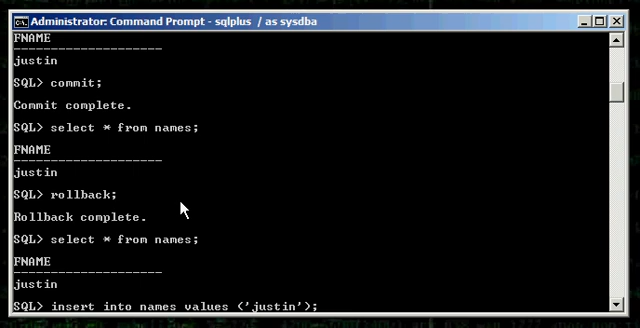 Administrator: Command Prompt - sqlplus / as sysdba
FNAME
--------------------
justin
SQL> commit;
Commit complete.
SQL> select * from names;
FNAME
--------------------
justin
SQL> rollback;
Rollback complete.
SQL> select * from names;
FNAME
--------------------
justin
SQL> insert into names values ('justin');